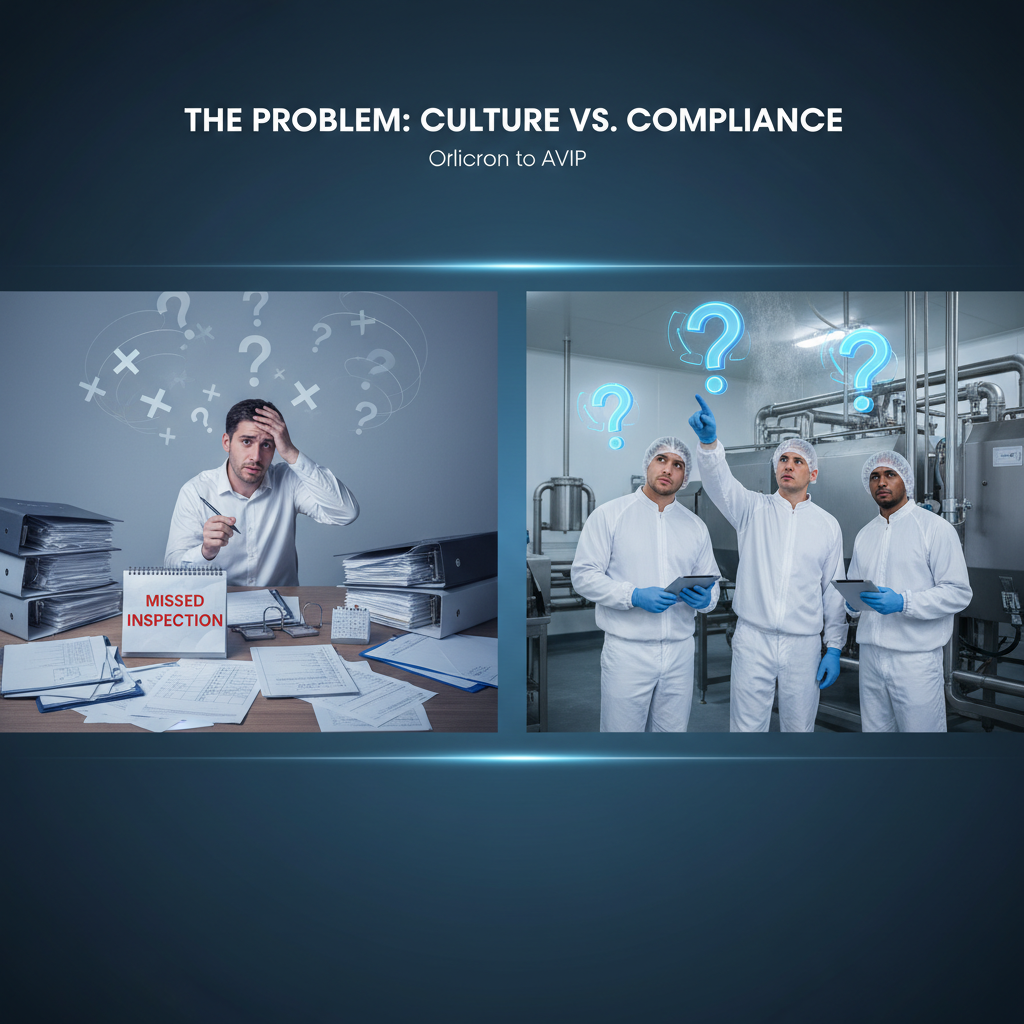 THE PROBLEM: CULTURE VS. COMPLIANCE
Orlicron to AVIP
MISSED
INSPECTION